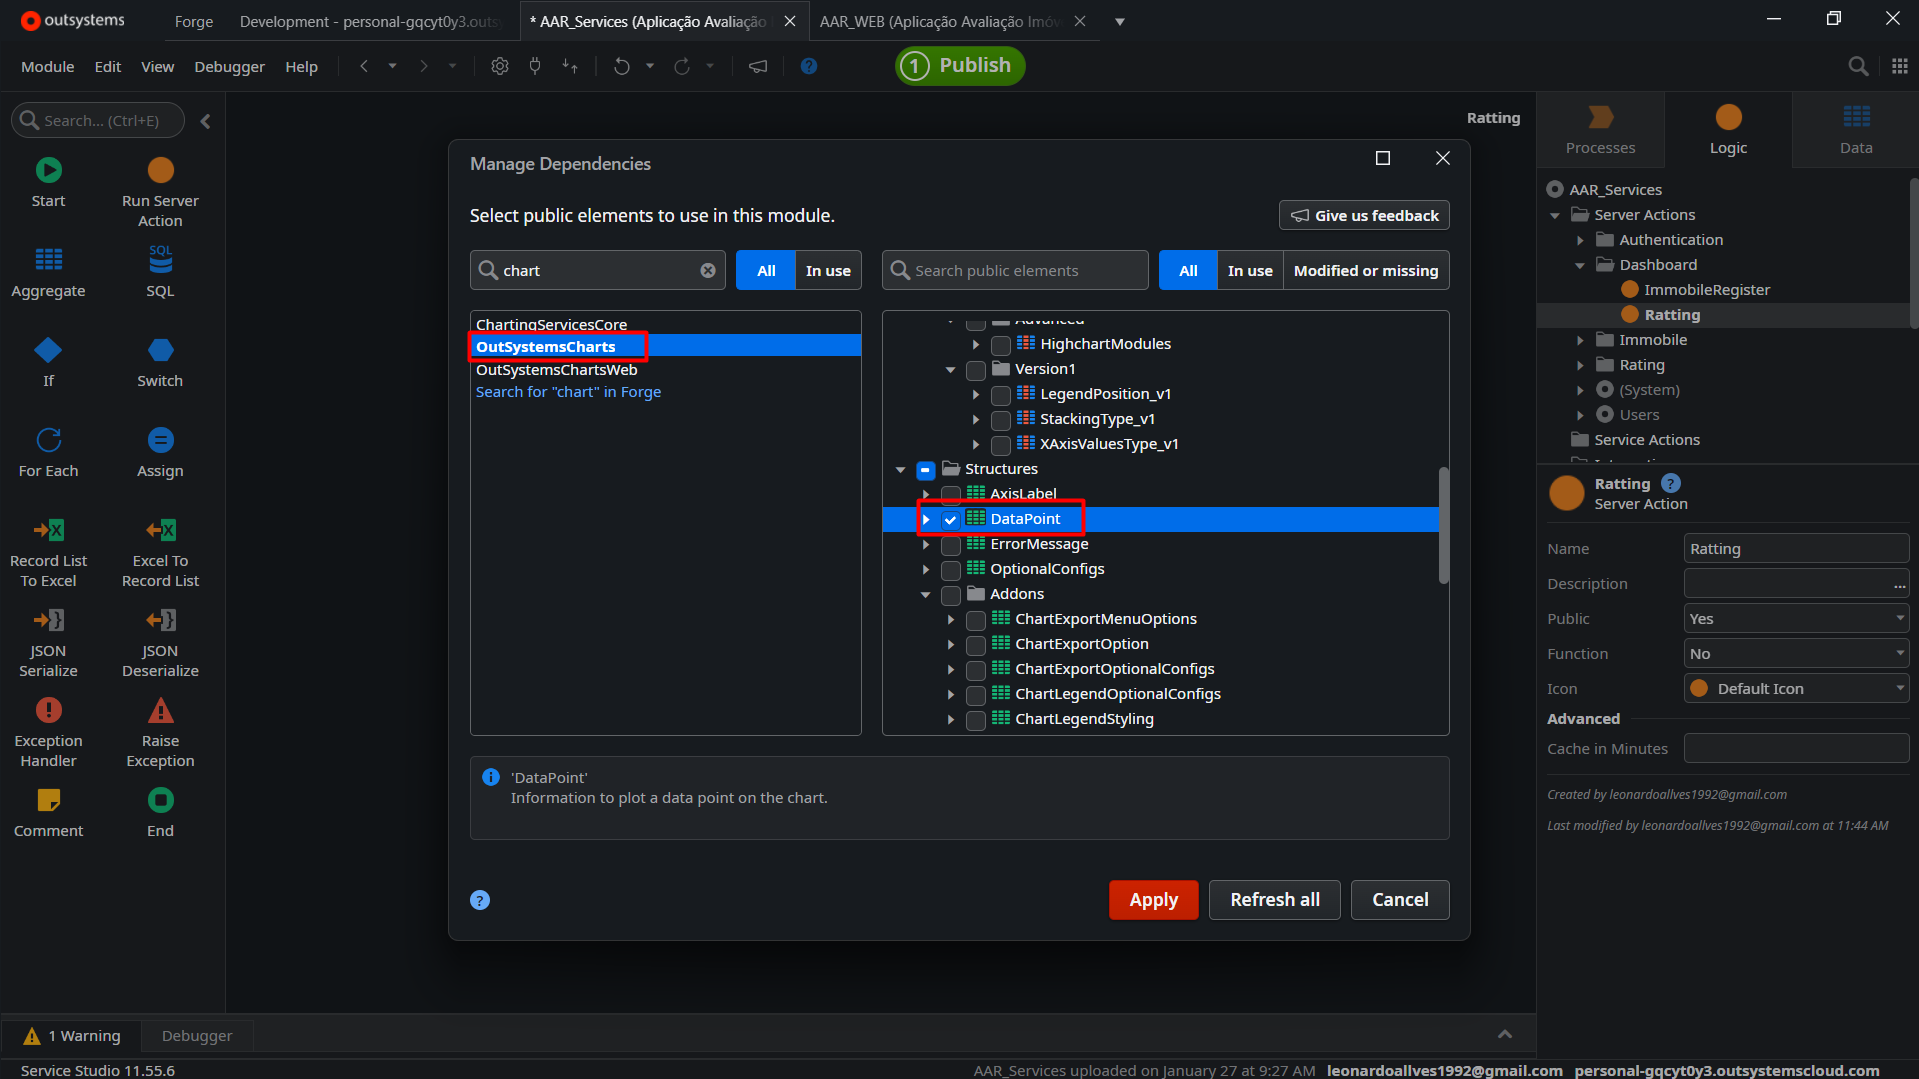 outsystems
Forge
Development - personal-gqcyt0y3.outs
* AAR_Services (Aplicação Avaliação
AAR_WEB (Aplicação Avaliação Imóv
Module
Edit
View
Debugger
Help
1
Publish
Search... (Ctrl+E)
Start
Run Server
Action
Aggregate
SQL
SQL
If
Switch
For Each
Assign
Record List
To Excel
Excel To
Record List
JSON
Serialize
JSON
Deserialize
Exception
Handler
Raise
Exception
Comment
End
Ratting
Manage Dependencies
Select public elements to use in this module.
Give us feedback
chart
All
In use
Search public elements
All
In use
Modified or missing
ChartingServicesCore
OutSystemsCharts
OutSystemsChartsWeb
Search for "chart" in Forge
Advanced
HighchartModules
Version1
LegendPosition_v1
StackingType_v1
XAxisValuesType_v1
Structures
AxisLabel
DataPoint
ErrorMessage
OptionalConfigs
Addons
ChartExportMenuOptions
ChartExportOption
ChartExportOptionalConfigs
ChartLegendOptionalConfigs
ChartLegendStyling
'DataPoint'
Information to plot a data point on the chart.
?
Apply
Refresh all
Cancel
Processes
Logic
Data
AAR_Services
Server Actions
Authentication
Dashboard
ImmobileRegister
Ratting
Immobile
Rating
(System)
Users
Service Actions
Ratting ?
Server Action
Name
Ratting
Description
...
Public
Yes
Function
No
Icon
Default Icon
Advanced
Cache in Minutes
Created by leonardoallves1992@gmail.com
Last modified by leonardoallves1992@gmail.com at 11:44 AM
1 Warning
Debugger
Service Studio 11.55.6
AAR_Services uploaded on January 27 at 9:27 AM
leonardoallves1992@gmail.com
personal-gqcyt0y3.outsystemscloud.com